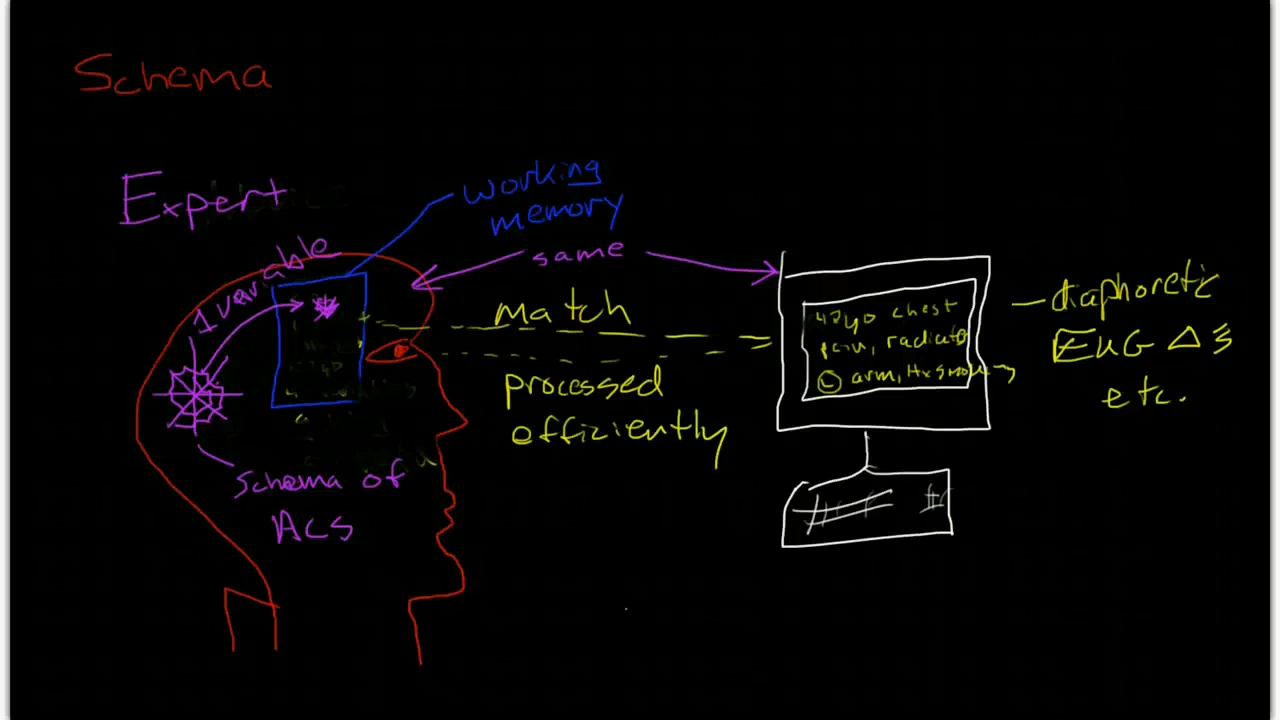 Schema
Expert
working
memory
same
1 variable
match
processed
efficiently
schema of
ACS
42yo chest
pain, radiate
L arm, Hx smoking
diaphoretic
EKG Δ s
etc.